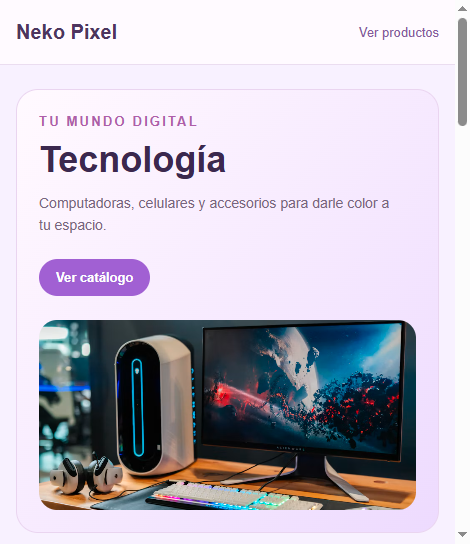 Neko Pixel
Ver productos
TU MUNDO DIGITAL
Tecnología
Computadoras, celulares y accesorios para darle color a
tu espacio.
Ver catálogo